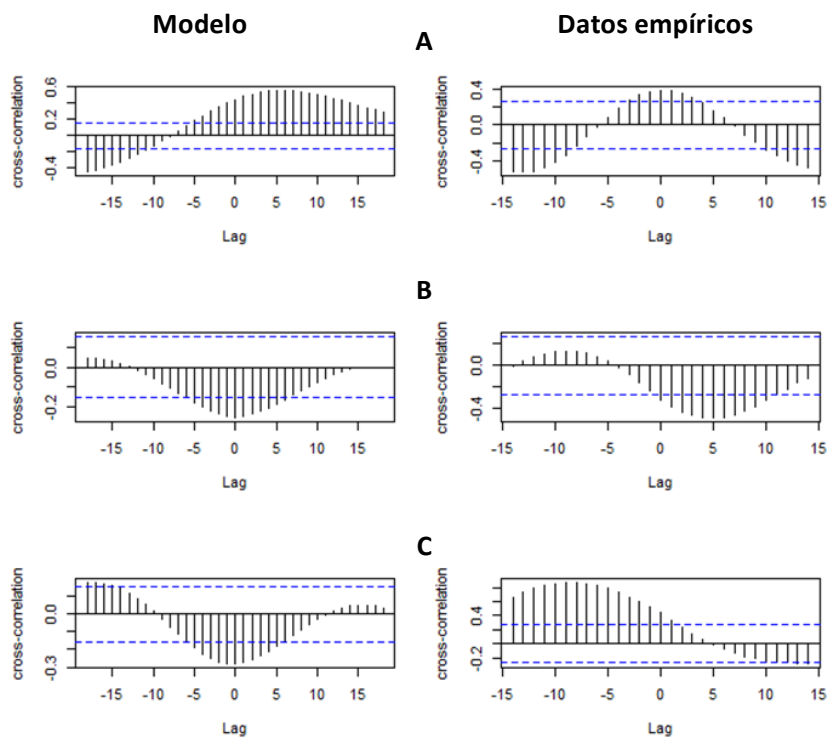 Modelo
Datos empíricos
A
cross-correlation
-0.4 0.2 0.6
-15 -10 -5 0 5 10 15
Lag
cross-correlation
-0.4 0.0 0.4
-15 -10 -5 0 5 10 15
Lag
B
cross-correlation
-0.2 0.0
-15 -10 -5 0 5 10 15
Lag
cross-correlation
-0.4 0.0
-15 -10 -5 0 5 10 15
Lag
C
cross-correlation
-0.3 0.0
-15 -10 -5 0 5 10 15
Lag
cross-correlation
-0.2 0.4
-15 -10 -5 0 5 10 15
Lag